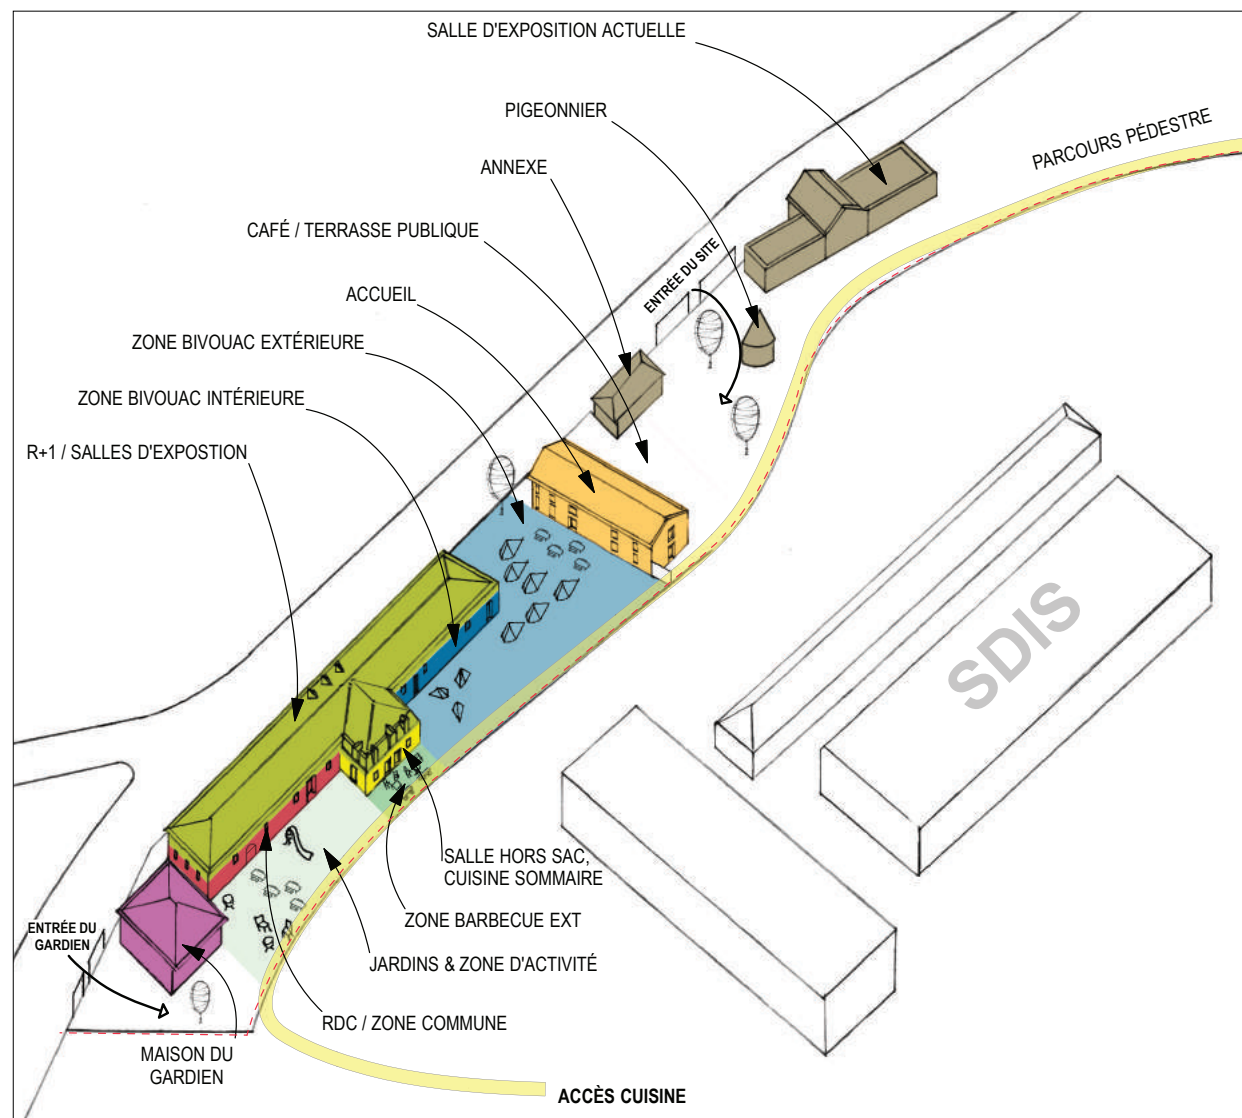 SALLE D'EXPOSITION ACTUELLE
PIGEONNIER
PARCOURS PÉDESTRE
ANNEXE
CAFÉ / TERRASSE PUBLIQUE
ENTRÉE DU SITE
ACCUEIL
ZONE BIVOUAC EXTÉRIEURE
ZONE BIVOUAC INTÉRIEURE
R+1 / SALLES D'EXPOSTION
SDIS
SALLE HORS SAC,
CUISINE SOMMAIRE
ZONE BARBECUE EXT
ENTRÉE DU
GARDIEN
JARDINS & ZONE D'ACTIVITÉ
RDC / ZONE COMMUNE
MAISON DU
GARDIEN
ACCÈS CUISINE